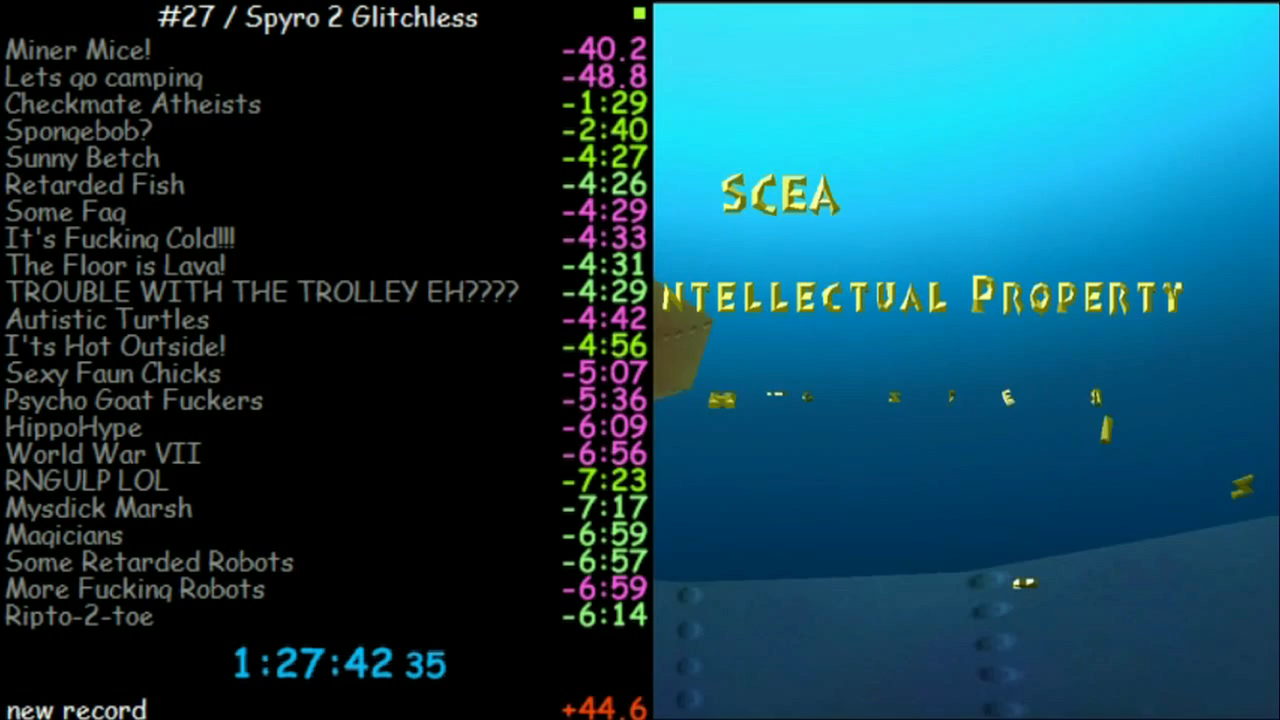 #27 / Spyro 2 Glitchless
Miner Mice! -40.2
Lets go camping -48.8
Checkmate Atheists -1:29
Spongebob? -2:40
Sunny Betch -4:27
Retarded Fish -4:26
Some Faq -4:29
It's Fucking Cold!!! -4:33
The Floor is Lava! -4:31
TROUBLE WITH THE TROLLEY EH???? -4:29
Autistic Turtles -4:42
I'ts Hot Outside! -4:56
Sexy Faun Chicks -5:07
Psycho Goat Fuckers -5:36
HippoHype -6:09
World War VII -6:56
RNGULP LOL -7:23
Mysdick Marsh -7:17
Magicians -6:59
Some Retarded Robots -6:57
More Fucking Robots -6:59
Ripto-2-toe -6:14
1:27:42 35
new record +44.6
SCEA
NTELLECTUAL PROPERTY